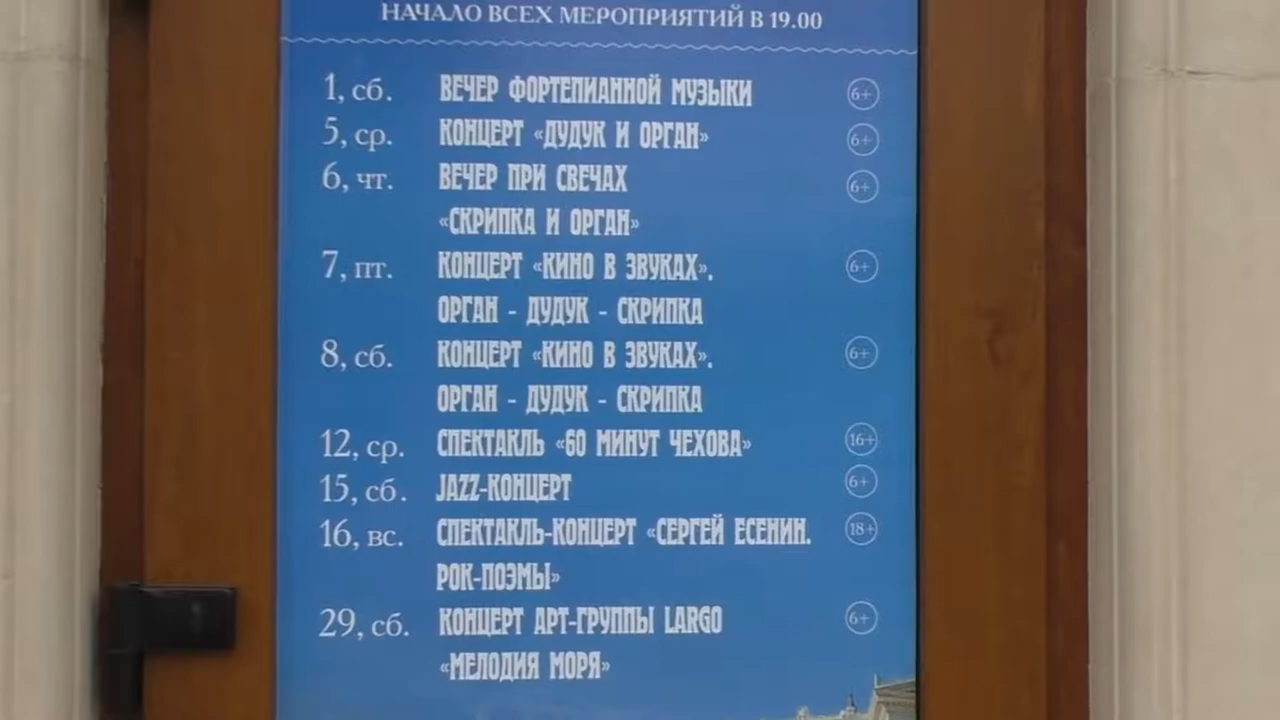 НАЧАЛО ВСЕХ МЕРОПРИЯТИЙ В 19.00
1, сб. ВЕЧЕР ФОРТЕПИАННОЙ МУЗЫКИ 6+
5, ср. КОНЦЕРТ «ДУДУК И ОРГАН» 6+
6, чт. ВЕЧЕР ПРИ СВЕЧАХ 6+
«СКРИПКА И ОРГАН»
7, пт. КОНЦЕРТ «КИНО В ЗВУКАХ». 6+
ОРГАН - ДУДУК - СКРИПКА
8, сб. КОНЦЕРТ «КИНО В ЗВУКАХ». 6+
ОРГАН - ДУДУК - СКРИПКА
12, ср. СПЕКТАКЛЬ «60 МИНУТ ЧЕХОВА» 16+
15, сб. JAZZ-КОНЦЕРТ 6+
16, вс. СПЕКТАКЛЬ-КОНЦЕРТ «СЕРГЕЙ ЕСЕНИН. 18+
РОК-ПОЭМЫ»
29, сб. КОНЦЕРТ АРТ-ГРУППЫ LARGO 6+
«МЕЛОДИЯ МОРЯ»